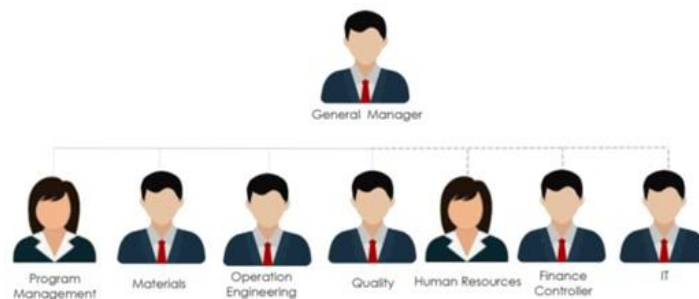 General Manager
Program
Management
Materials
Operation
Engineering
Quality
Human Resources
Finance
Controller
IT